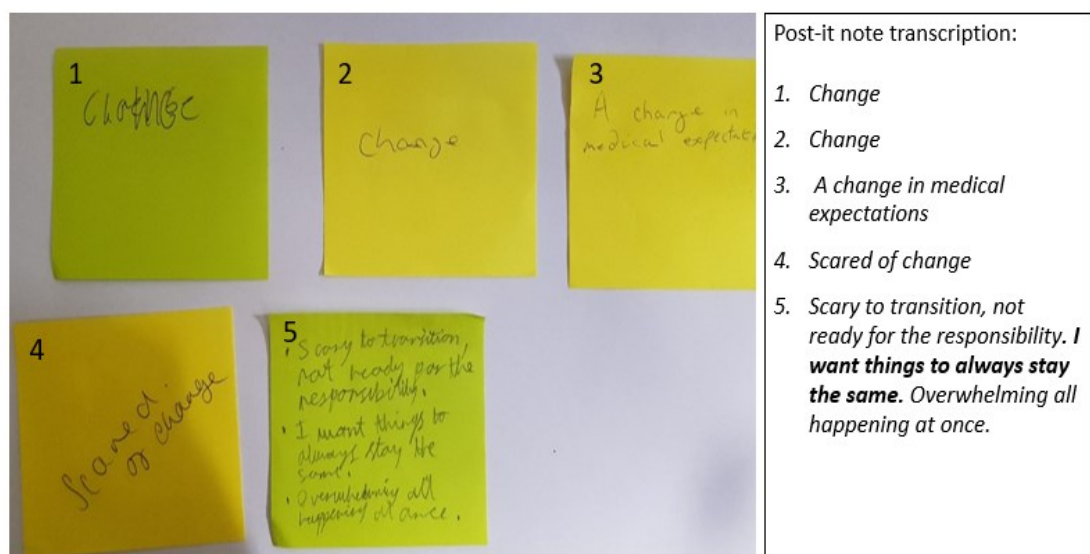 1
Change
2
Change
3
A change in
medical expectat
4
Scared
of change
5
• Scary to transition,
not ready for the
responsibility.
• I want things to
always stay the
same.
• Overwhelming all
happening at once.
Post-it note transcription:
1. Change
2. Change
3. A change in medical
expectations
4. Scared of change
5. Scary to transition, not
ready for the responsibility. I
want things to always stay
the same. Overwhelming all
happening at once.